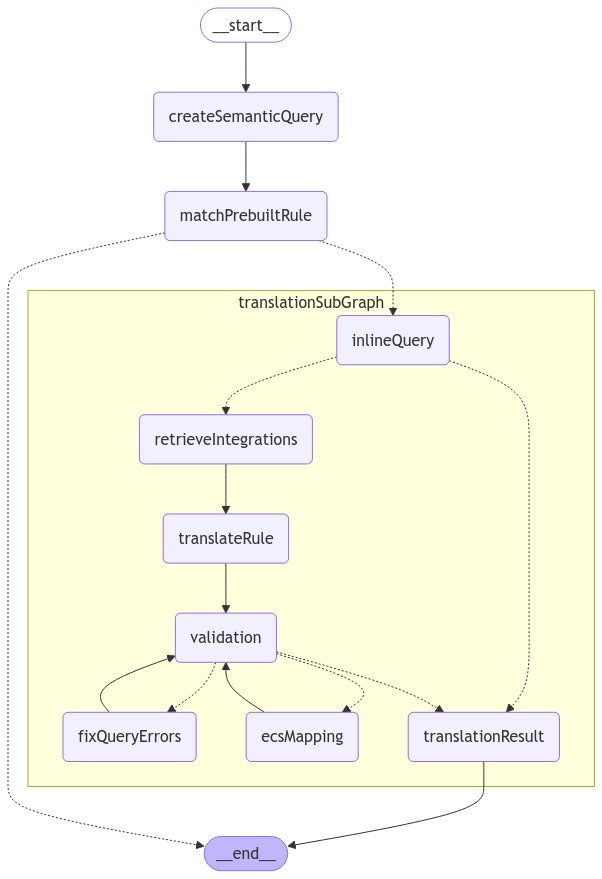 __start__
createSemanticQuery
matchPrebuiltRule
translationSubGraph
inlineQuery
retrieveIntegrations
translateRule
validation
fixQueryErrors
ecsMapping
translationResult
__end__